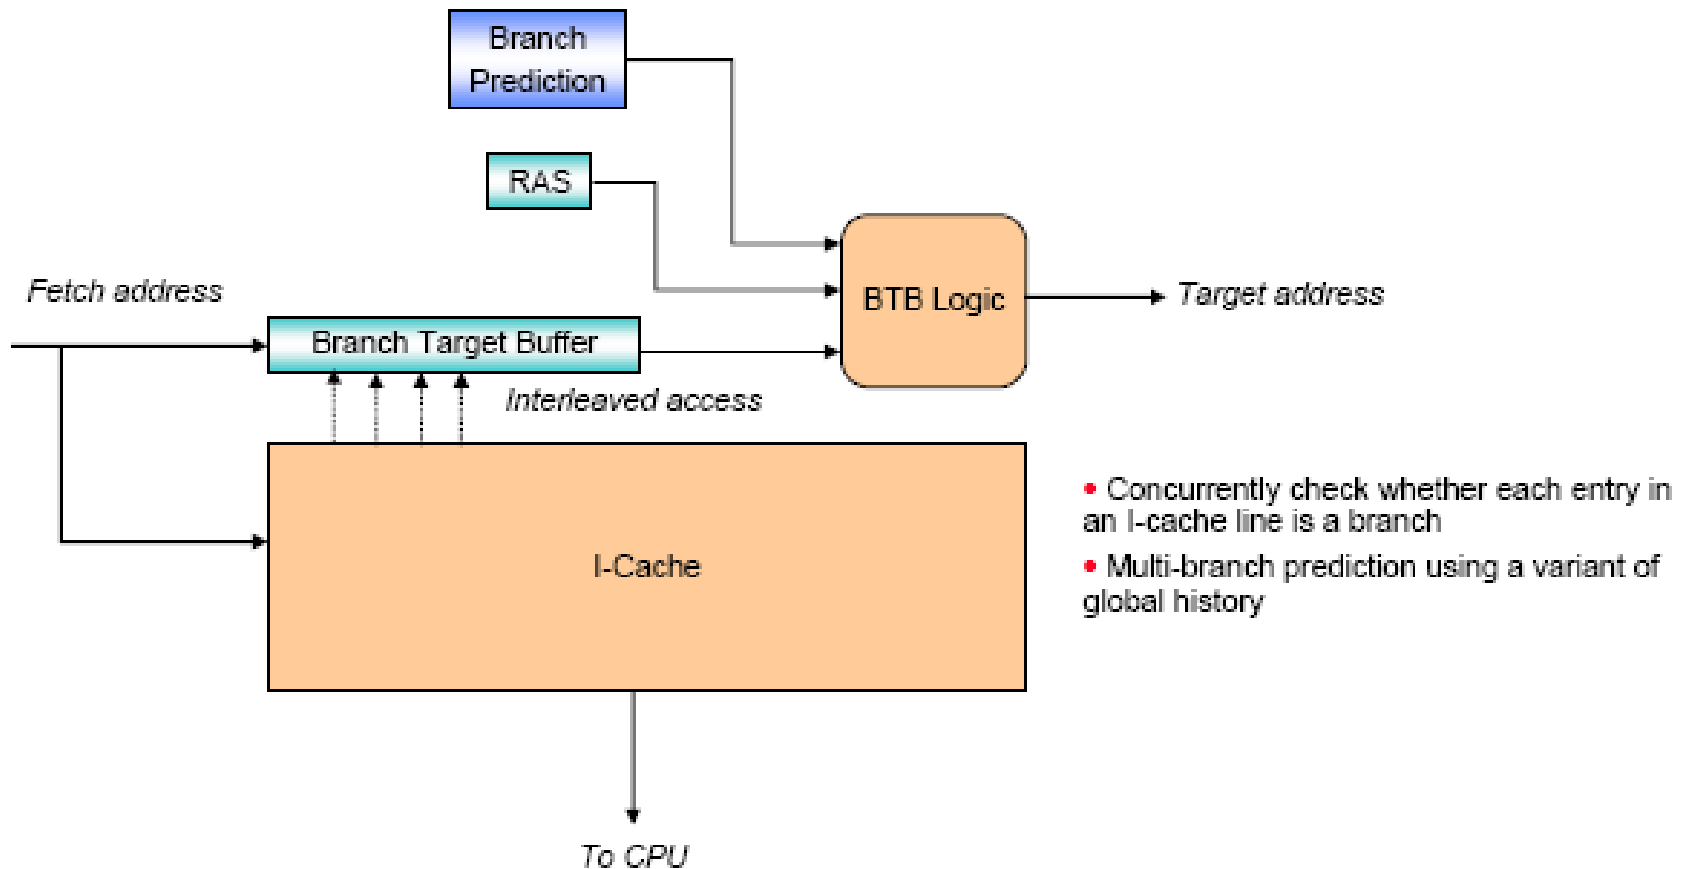 Branch
Prediction
RAS
Fetch address
BTB Logic
Target address
Branch Target Buffer
Interleaved access
• Concurrently check whether each entry in
an I-cache line is a branch
I-Cache
• Multi-branch prediction using a variant of
global history
To CPU